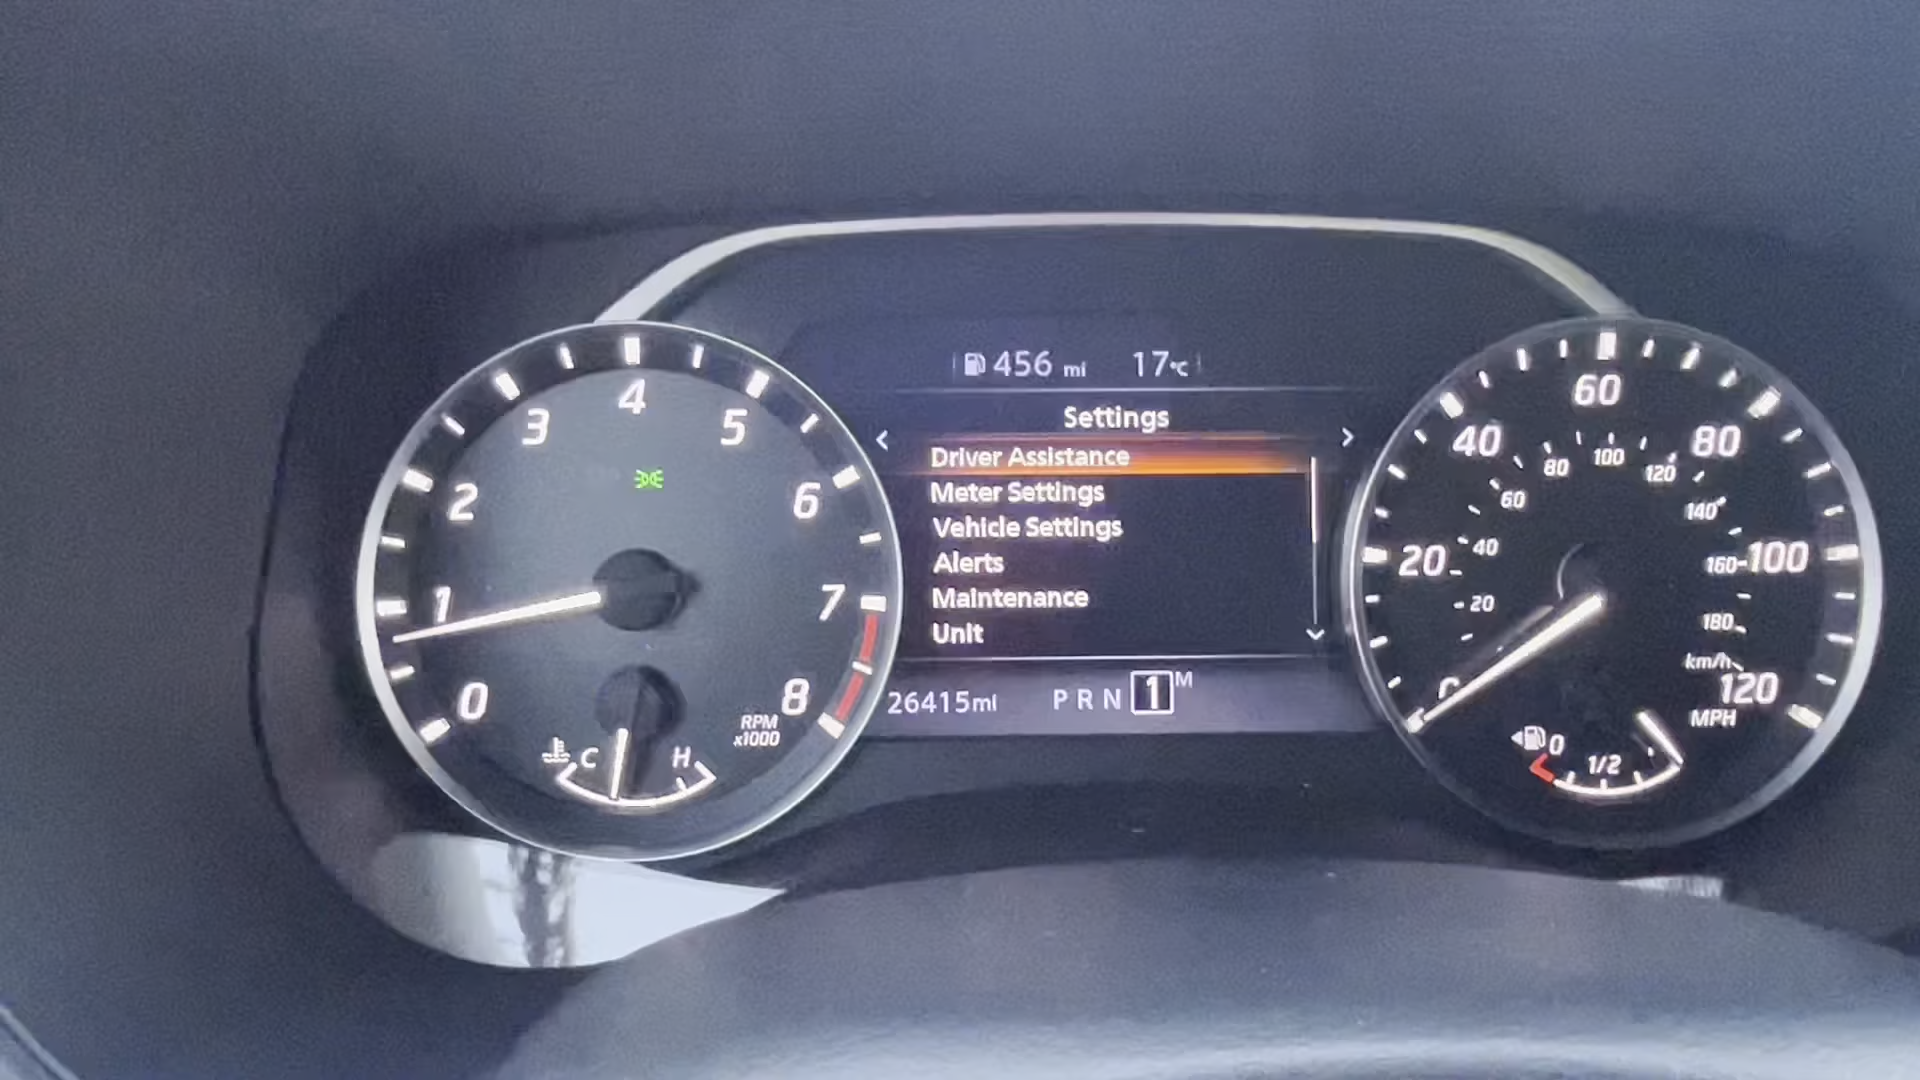 456 mi 17°C
Settings
Driver Assistance
Meter Settings
Vehicle Settings
Alerts
Maintenance
Unit
26415mi P R N 1 M
0 1 2 3 4 5 6 7 8
RPM
x1000
C H
20 40 60 80 100 120
MPH
20 40 60 80 100 120 140 160 180
km/h
0 1/2